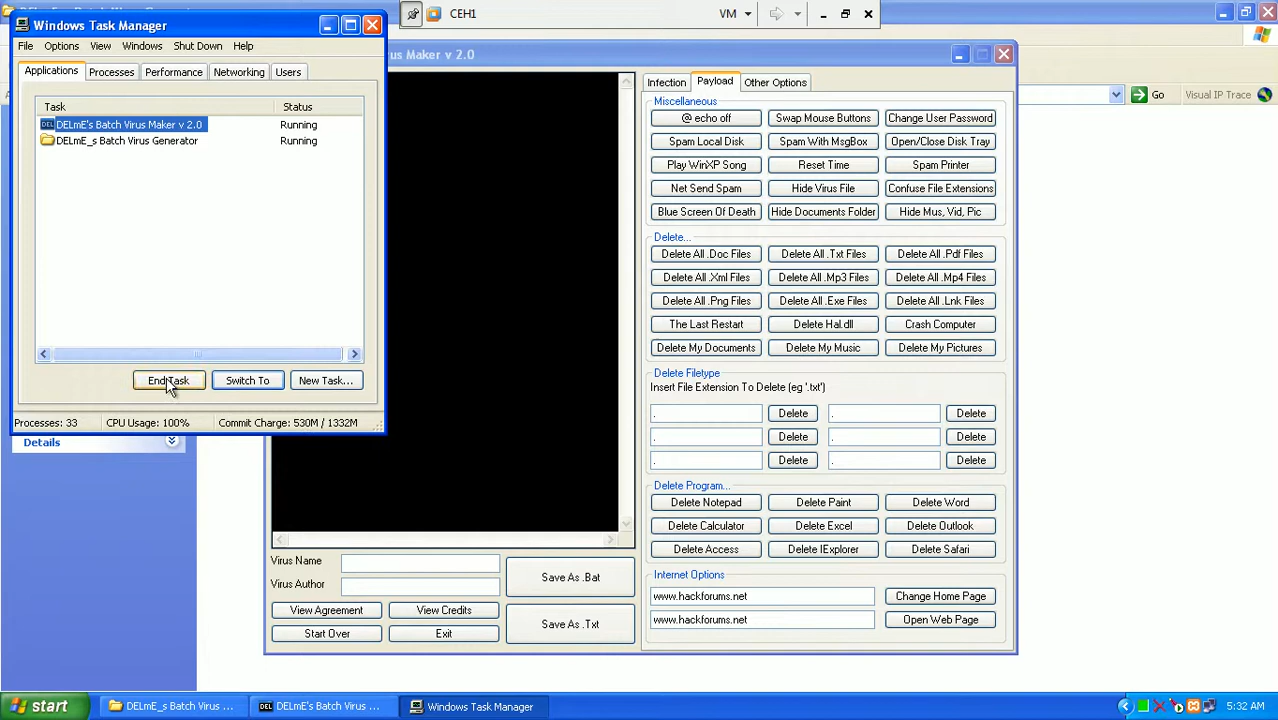 Windows Task Manager
File Options View Windows Shut Down Help
Applications Processes Performance Networking Users
Task Status
DELmE's Batch Virus Maker v 2.0 Running
DELmE_s Batch Virus Generator Running
End Task Switch To New Task...
Processes: 33 CPU Usage: 100% Commit Charge: 530M / 1332M
Details
CEH1 VM
Maker v 2.0
Go Visual IP Trace
Infection Payload Other Options
Miscellaneous
@ echo off Swap Mouse Buttons Change User Password
Spam Local Disk Spam With MsgBox Open/Close Disk Tray
Play WinXP Song Reset Time Spam Printer
Net Send Spam Hide Virus File Confuse File Extensions
Blue Screen Of Death Hide Documents Folder Hide Mus, Vid, Pic
Delete...
Delete All .Doc Files Delete All .Txt Files Delete All .Pdf Files
Delete All .Xml Files Delete All .Mp3 Files Delete All .Mp4 Files
Delete All .Png Files Delete All .Exe Files Delete All .Lnk Files
The Last Restart Delete Hal.dll Crash Computer
Delete My Documents Delete My Music Delete My Pictures
Delete Filetype
Insert File Extension To Delete (eg '.txt')
. Delete . Delete
. Delete . Delete
. Delete . Delete
Delete Program...
Delete Notepad Delete Paint Delete Word
Delete Calculator Delete Excel Delete Outlook
Delete Access Delete IExplorer Delete Safari
Internet Options
www.hackforums.net Change Home Page
www.hackforums.net Open Web Page
Virus Name
Virus Author
Save As .Bat
View Agreement View Credits
Save As .Txt
Start Over Exit
start DELmE_s Batch Virus ... DELmE's Batch Virus ... Windows Task Manager 5:32 AM